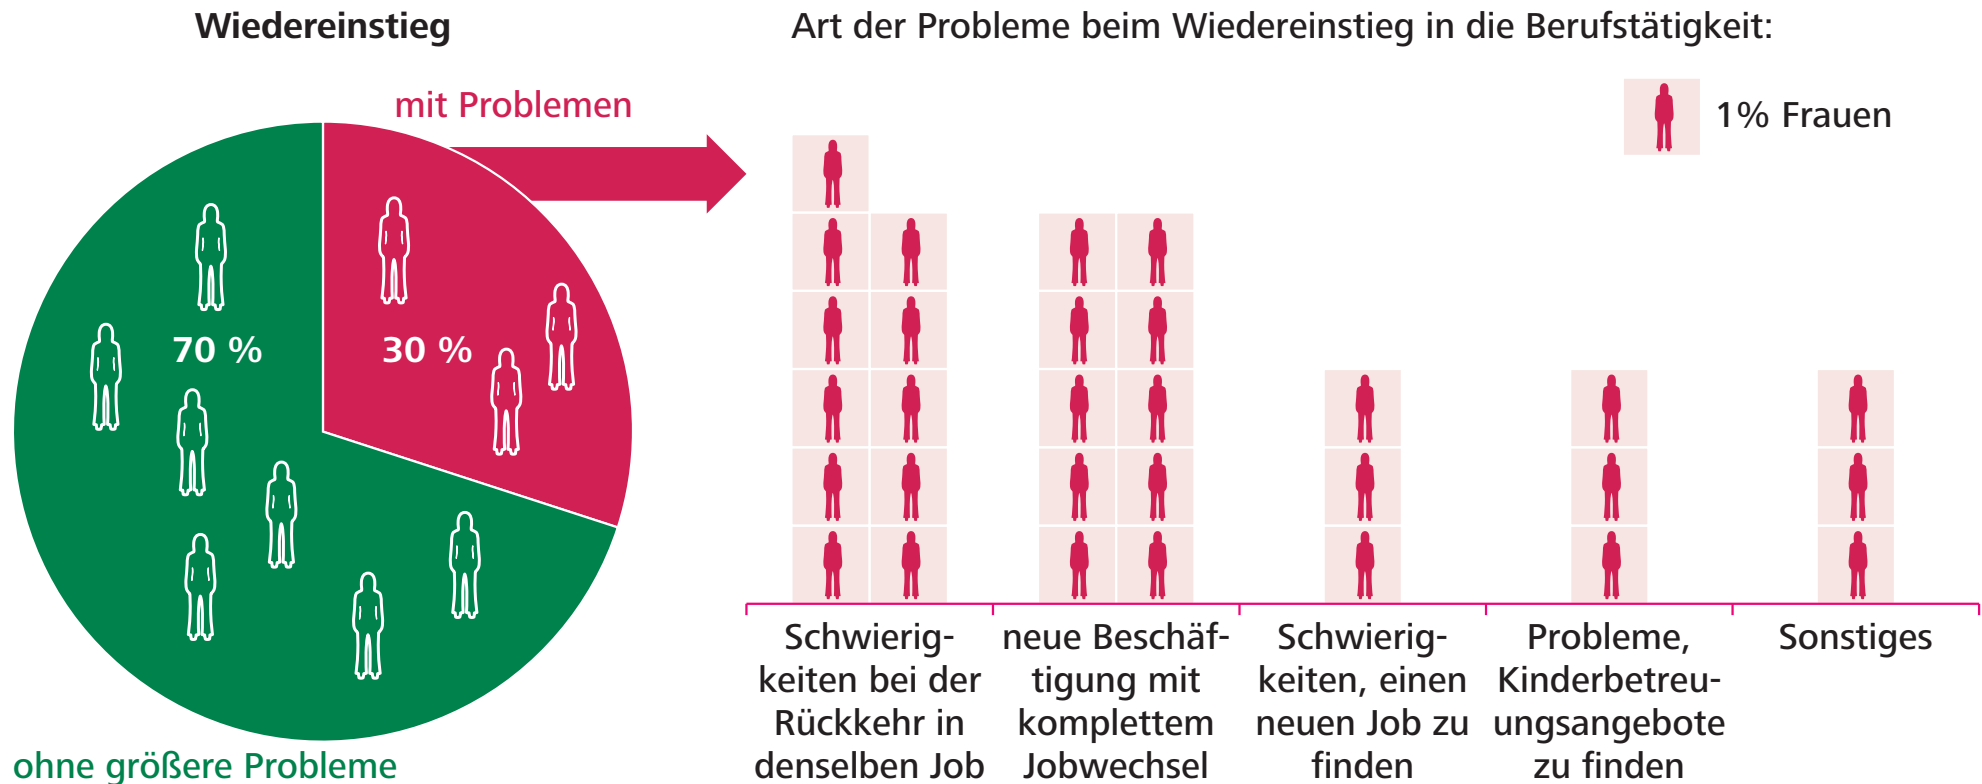 Wiedereinstieg
mit Problemen
70 %
30 %
ohne größere Probleme
Art der Probleme beim Wiedereinstieg in die Berufstätigkeit:
1% Frauen
Schwierig-
keiten bei der
Rückkehr in
denselben Job
neue Beschäf-
tigung mit
komplettem
Jobwechsel
Schwierig-
keiten, einen
neuen Job zu
finden
Probleme,
Kinderbetreu-
ungsangebote
zu finden
Sonstiges